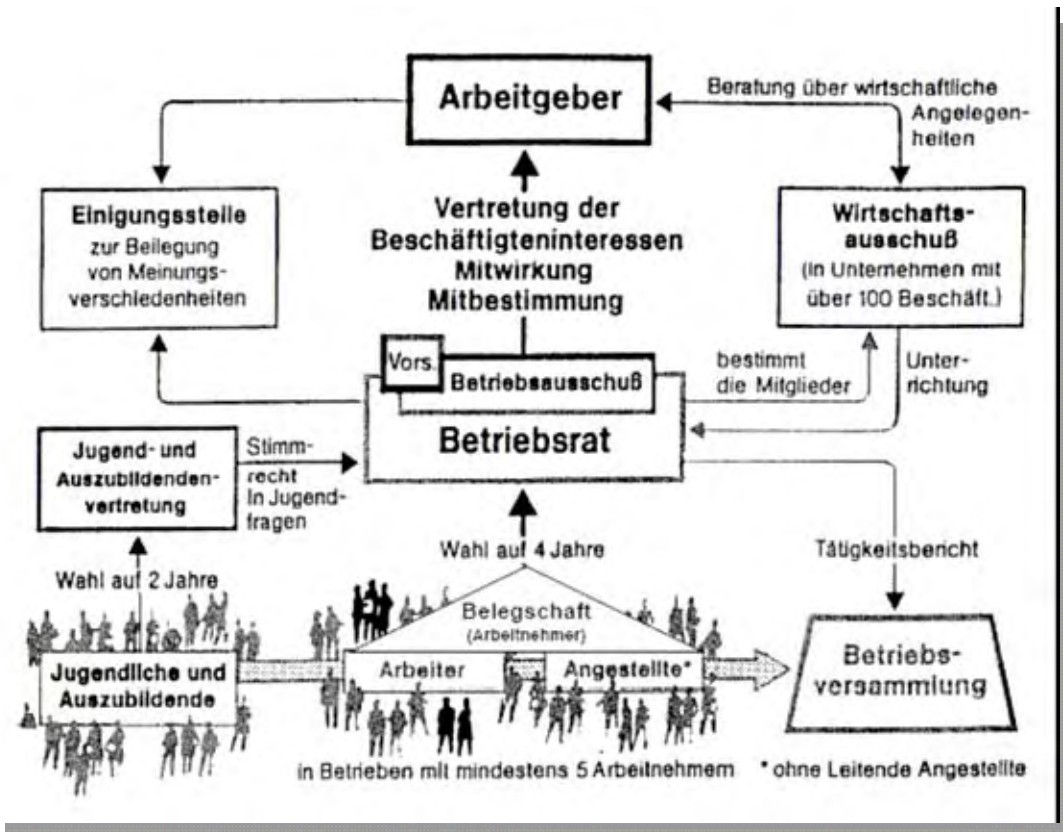 Arbeitgeber
Beratung über wirtschaftliche
Angelegen-
heiten
Einigungsstelle
zur Beilegung
von Meinungs-
verschiedenheiten
Vertretung der
Beschäftigteninteressen
Mitwirkung
Mitbestimmung
Wirtschafts-
ausschuß
(In Unternehmen mit
über 100 Beschäft.)
Vors.
Betriebsausschuß
Betriebsrat
bestimmt
die Mitglieder
Unter-
richtung
Jugend- und
Auszubildenden-
vertretung
Stimm-
recht
In Jugend-
fragen
Wahl auf 2 Jahre
Wahl auf 4 Jahre
Tätigkeitsbericht
Jugendliche und
Auszubildende
Belegschaft
(Arbeitnehmer)
Arbeiter
Angestellte*
Betriebs-
versammlung
in Betrieben mit mindestens 5 Arbeitnehmern
* ohne Leitende Angestellte